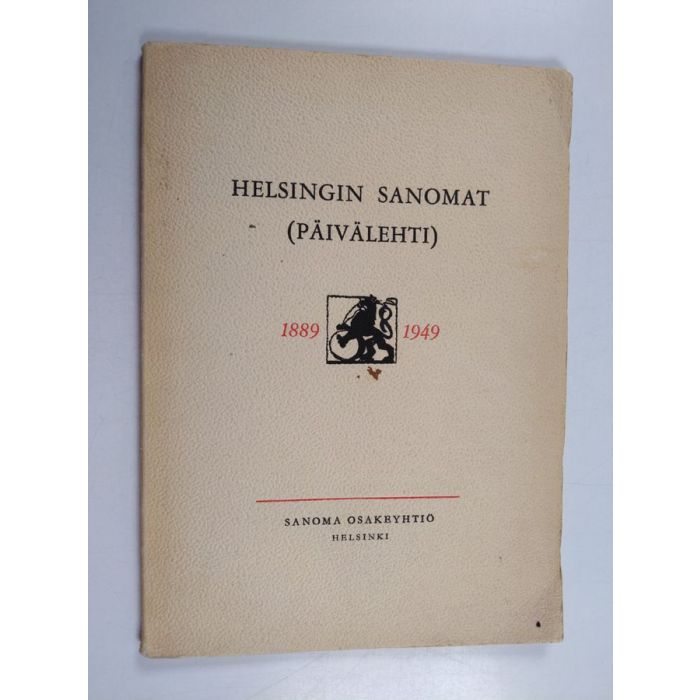 HELSINGIN SANOMAT
(PÄIVÄLEHTI)
1889 1949
SANOMA OSAKEYHTIÖ
HELSINKI